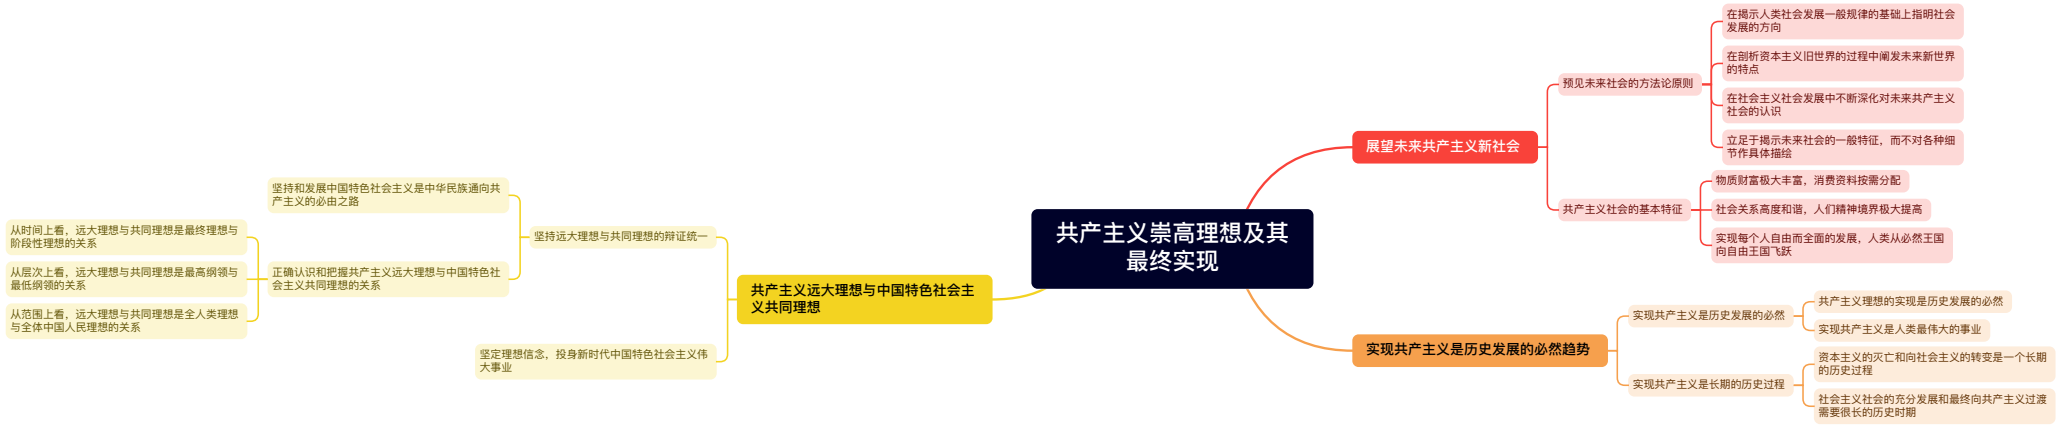 共产主义崇高理想及其
最终实现
展望未来共产主义新社会
预见未来社会的方法论原则
在揭示人类社会发展一般规律的基础上指明社会
发展的方向
在剖析资本主义旧世界的过程中阐发未来新世界
的特点
在社会主义社会发展中不断深化对未来共产主义
社会的认识
立足于揭示未来社会的一般特征，而不对各种细
节作具体描绘
共产主义社会的基本特征
物质财富极大丰富，消费资料按需分配
社会关系高度和谐，人们精神境界极大提高
实现每个人自由而全面的发展，人类从必然王国
向自由王国飞跃
实现共产主义是历史发展的必然趋势
实现共产主义是历史发展的必然
共产主义理想的实现是历史发展的必然
实现共产主义是人类最伟大的事业
实现共产主义是长期的历史过程
资本主义的灭亡和向社会主义的转变是一个长期
的历史过程
社会主义社会的充分发展和最终向共产主义过渡
需要很长的历史时期
共产主义远大理想与中国特色社会主
义共同理想
坚持远大理想与共同理想的辩证统一
坚持和发展中国特色社会主义是中华民族通向共
产主义的必由之路
正确认识和把握共产主义远大理想与中国特色社
会主义共同理想的关系
从时间上看，远大理想与共同理想是最终理想与
阶段性理想的关系
从层次上看，远大理想与共同理想是最高纲领与
最低纲领的关系
从范围上看，远大理想与共同理想是全人类理想
与全体中国人民理想的关系
坚定理想信念，投身新时代中国特色社会主义伟
大事业